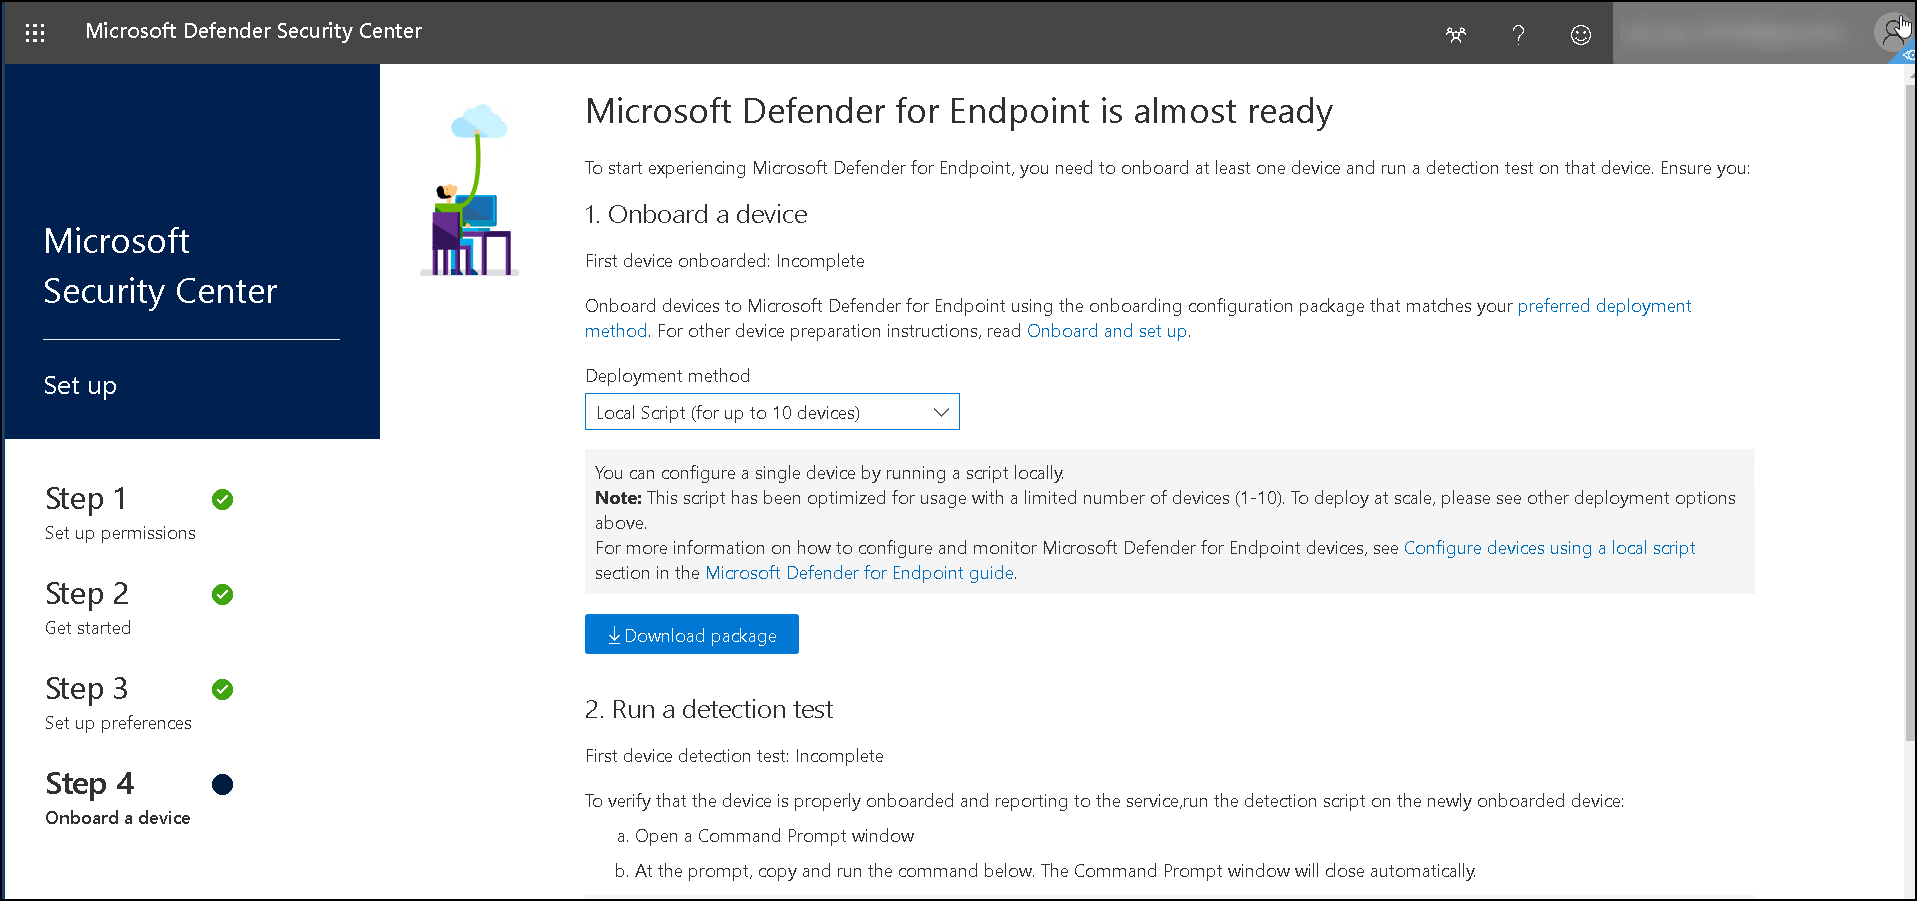 Microsoft Defender Security Center
Microsoft
Security Center
Set up
Step 1
Set up permissions
Step 2
Get started
Step 3
Set up preferences
Step 4
Onboard a device
Microsoft Defender for Endpoint is almost ready
To start experiencing Microsoft Defender for Endpoint, you need to onboard at least one device and run a detection test on that device. Ensure you:
1. Onboard a device
First device onboarded: Incomplete
Onboard devices to Microsoft Defender for Endpoint using the onboarding configuration package that matches your preferred deployment
method. For other device preparation instructions, read Onboard and set up.
Deployment method
Local Script (for up to 10 devices)
You can configure a single device by running a script locally.
Note: This script has been optimized for usage with a limited number of devices (1-10). To deploy at scale, please see other deployment options
above.
For more information on how to configure and monitor Microsoft Defender for Endpoint devices, see Configure devices using a local script
section in the Microsoft Defender for Endpoint guide.
Download package
2. Run a detection test
First device detection test: Incomplete
To verify that the device is properly onboarded and reporting to the service,run the detection script on the newly onboarded device:
a. Open a Command Prompt window
b. At the prompt, copy and run the command below. The Command Prompt window will close automatically.